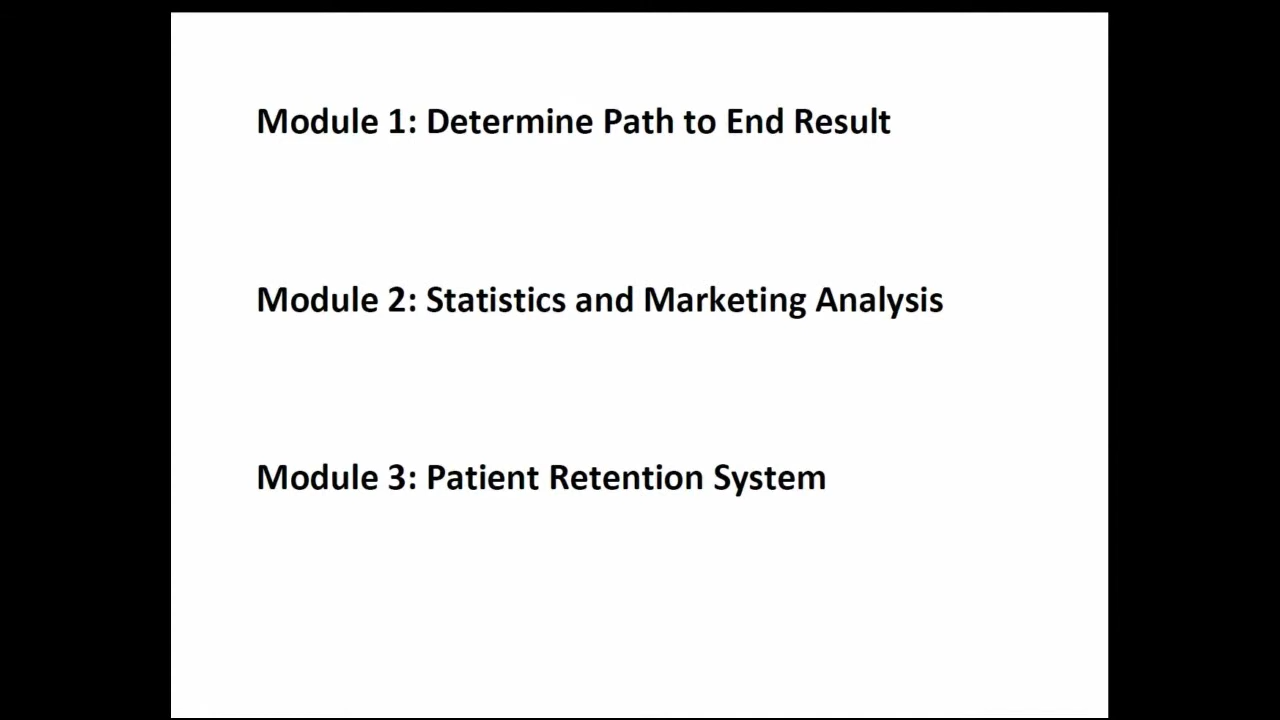 Module 1: Determine Path to End Result
Module 2: Statistics and Marketing Analysis
Module 3: Patient Retention System